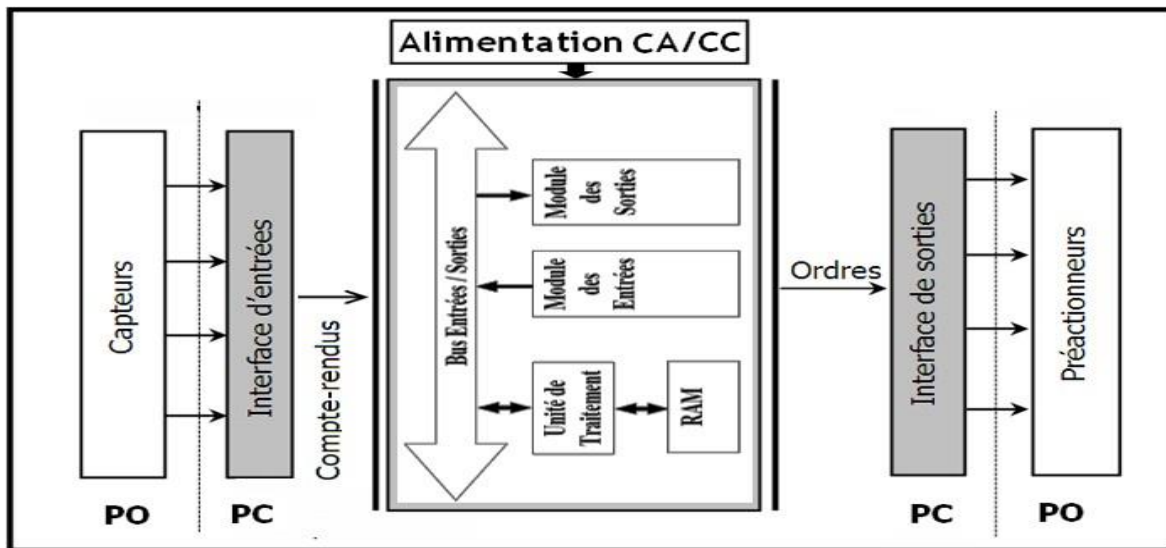 Alimentation CA/CC
Capteurs
Interface d'entrées
Compte-rendus
Bus Entrées / Sorties
Module
des
Sorties
Module
des
Entrées
Unité de
Traitement
RAM
Ordres
Interface de sorties
Préactionneurs
PO
PC
PC
PO